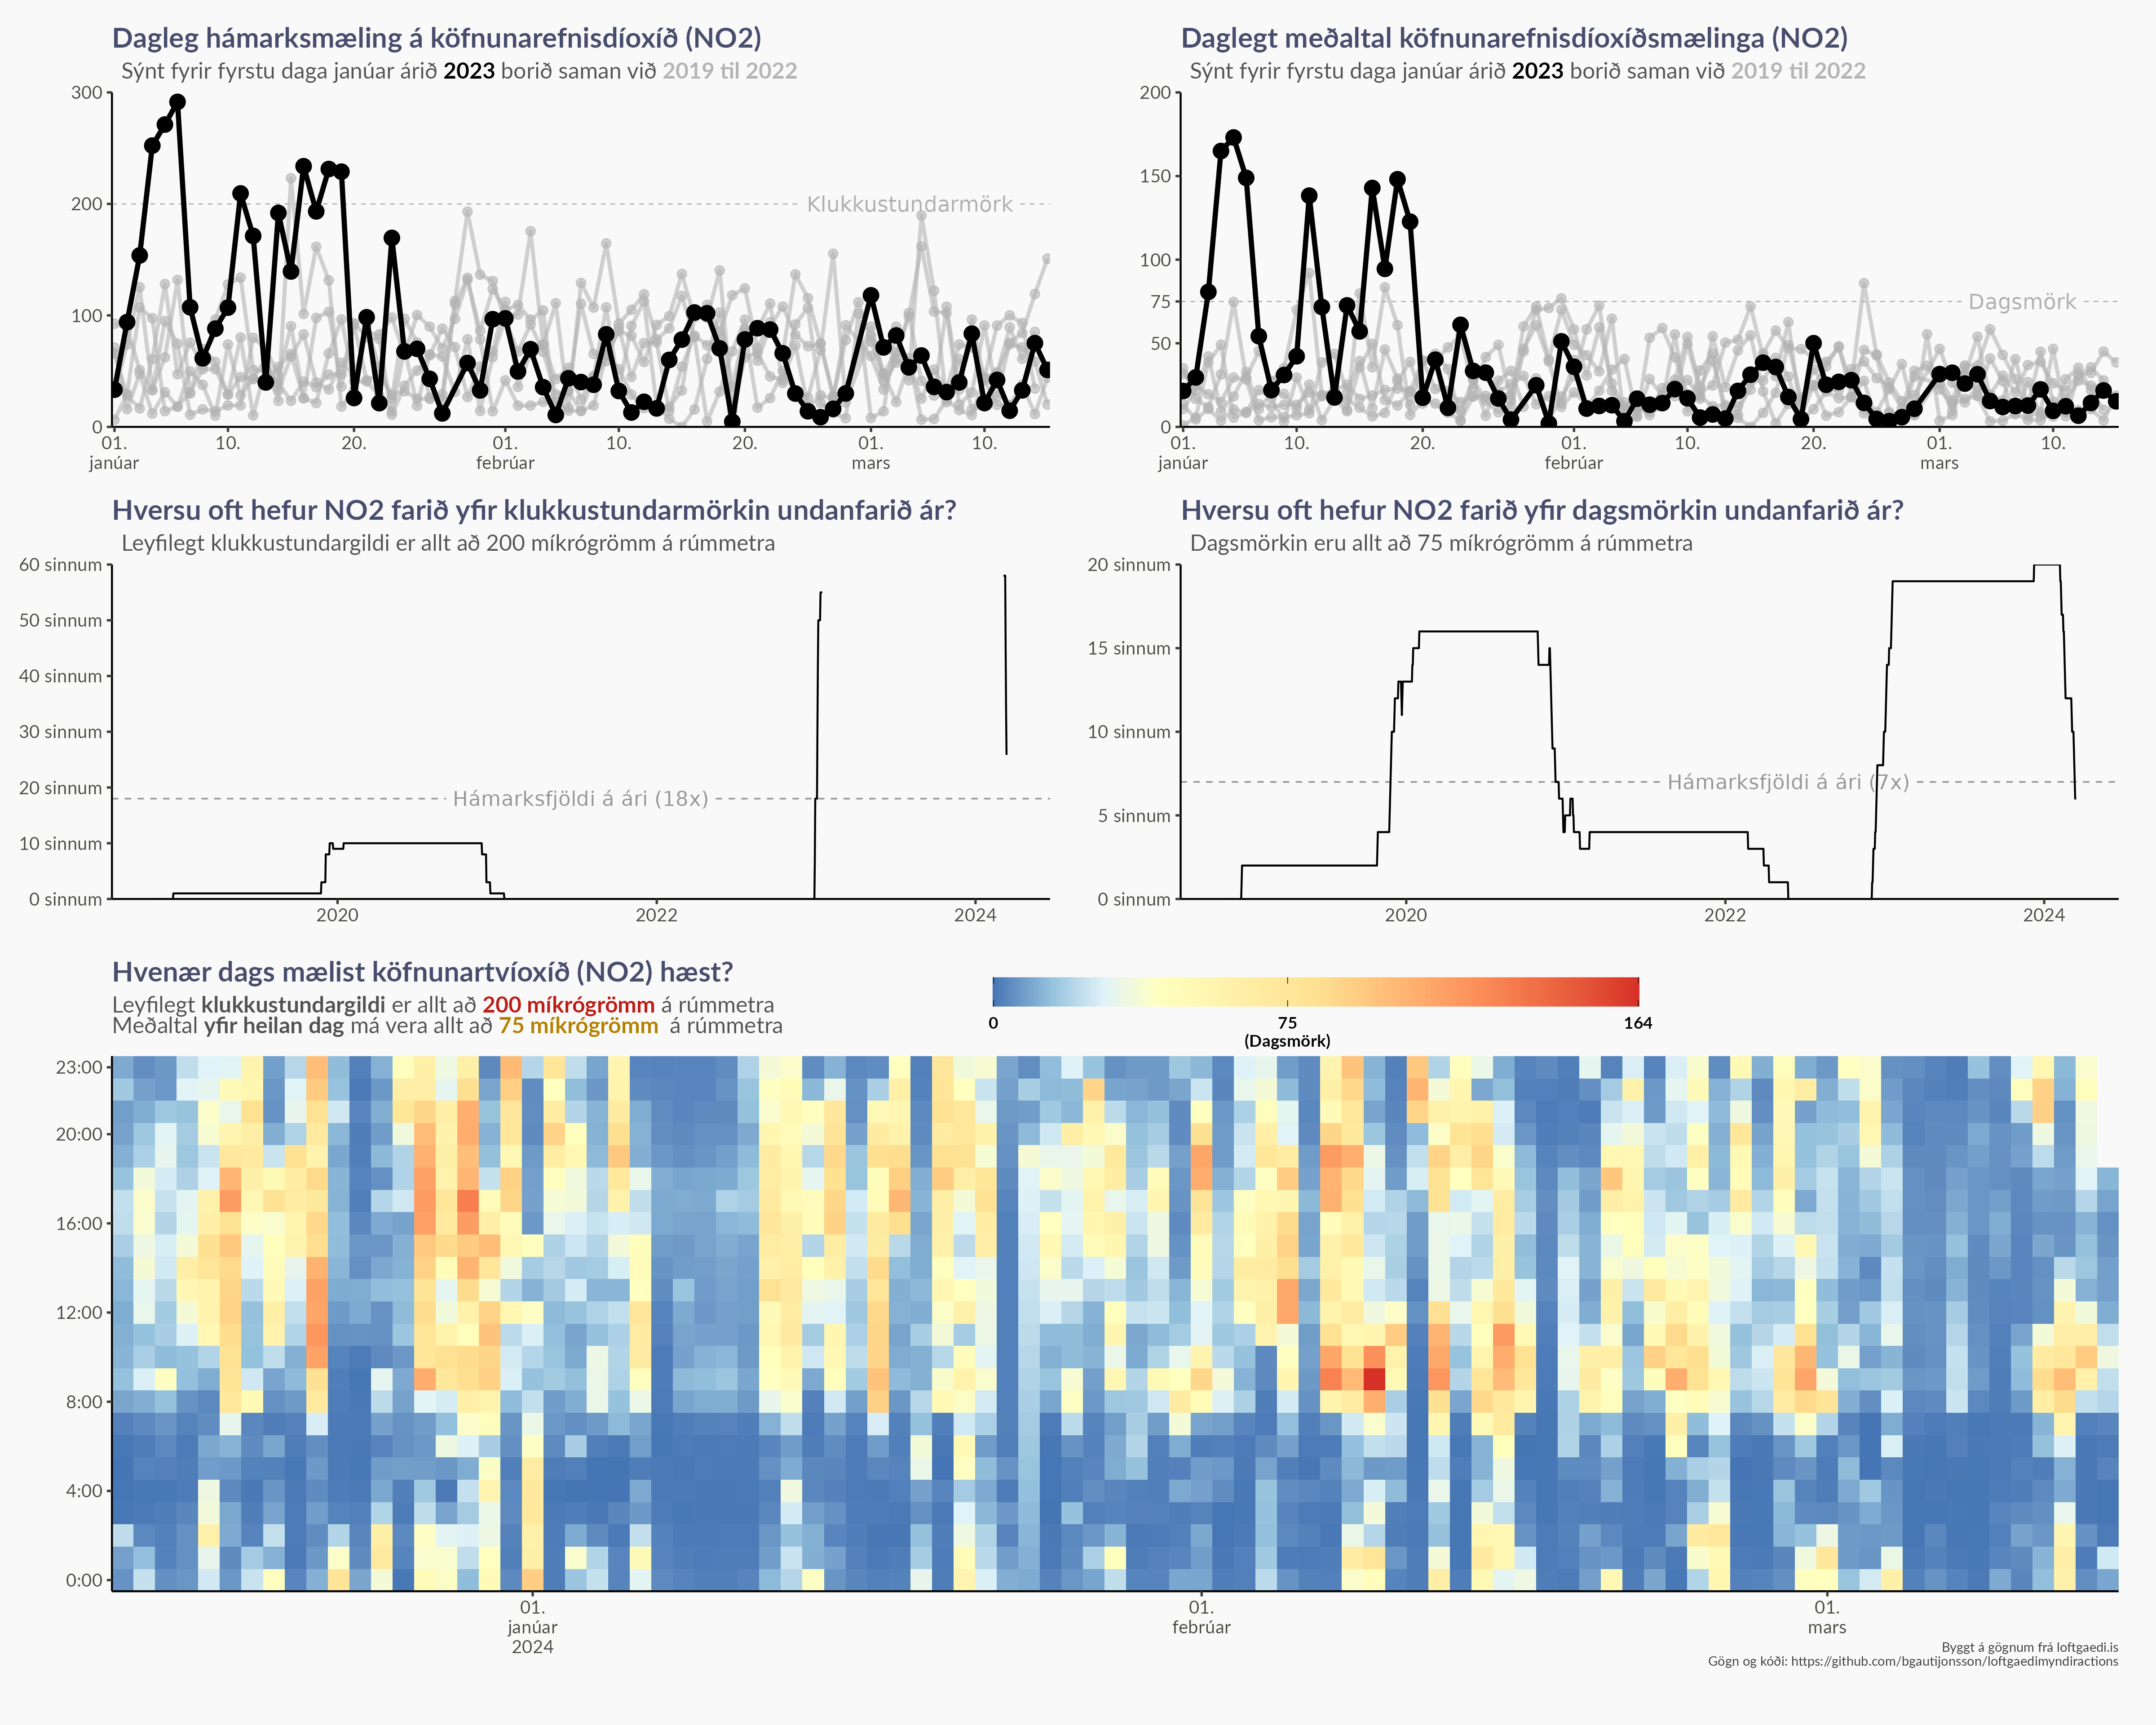 Dagleg hámarksmæling á köfnunarefnisdíoxíð (NO2)
Sýnt fyrir fyrstu daga janúar árið 2023 borið saman við 2019 til 2022
300
200
100
0
Klukkustundarmörk
01.
janúar
10.
20.
01.
febrúar
10.
20.
01.
mars
10.
Daglegt meðaltal köfnunarefnisdíoxíðsmælinga (NO2)
Sýnt fyrir fyrstu daga janúar árið 2023 borið saman við 2019 til 2022
200
150
100
75
50
0
Dagsmörk
01.
janúar
10.
20.
01.
febrúar
10.
20.
01.
mars
10.
Hversu oft hefur NO2 farið yfir klukkustundarmörkin undanfarið ár?
Leyfilegt klukkustundargildi er allt að 200 míkrógrömm á rúmmetra
60 sinnum
50 sinnum
40 sinnum
30 sinnum
20 sinnum
10 sinnum
0 sinnum
Hámarksfjöldi á ári (18x)
2020
2022
2024
Hversu oft hefur NO2 farið yfir dagsmörkin undanfarið ár?
Dagsmörkin eru allt að 75 míkrógrömm á rúmmetra
20 sinnum
15 sinnum
10 sinnum
5 sinnum
0 sinnum
Hámarksfjöldi á ári (7x)
2020
2022
2024
Hvenær dags mælist köfnunartvíoxíð (NO2) hæst?
Leyfilegt klukkustundargildi er allt að 200 míkrógrömm á rúmmetra
Meðaltal yfir heilan dag má vera allt að 75 míkrógrömm á rúmmetra
0
75
(Dagsmörk)
164
23:00
20:00
16:00
12:00
8:00
4:00
0:00
01.
janúar
2024
01.
febrúar
01.
mars
Byggt á gögnum frá loftgaedi.is
Gögn og kóði: https://github.com/bgautijonsson/loftgaedimyndiractions